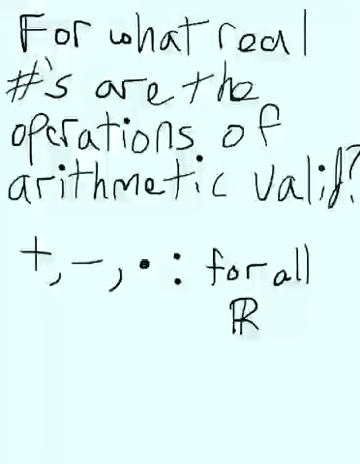 For what real
#'s are the
operations of
arithmetic valid?
+, -, • : for all
ℝ